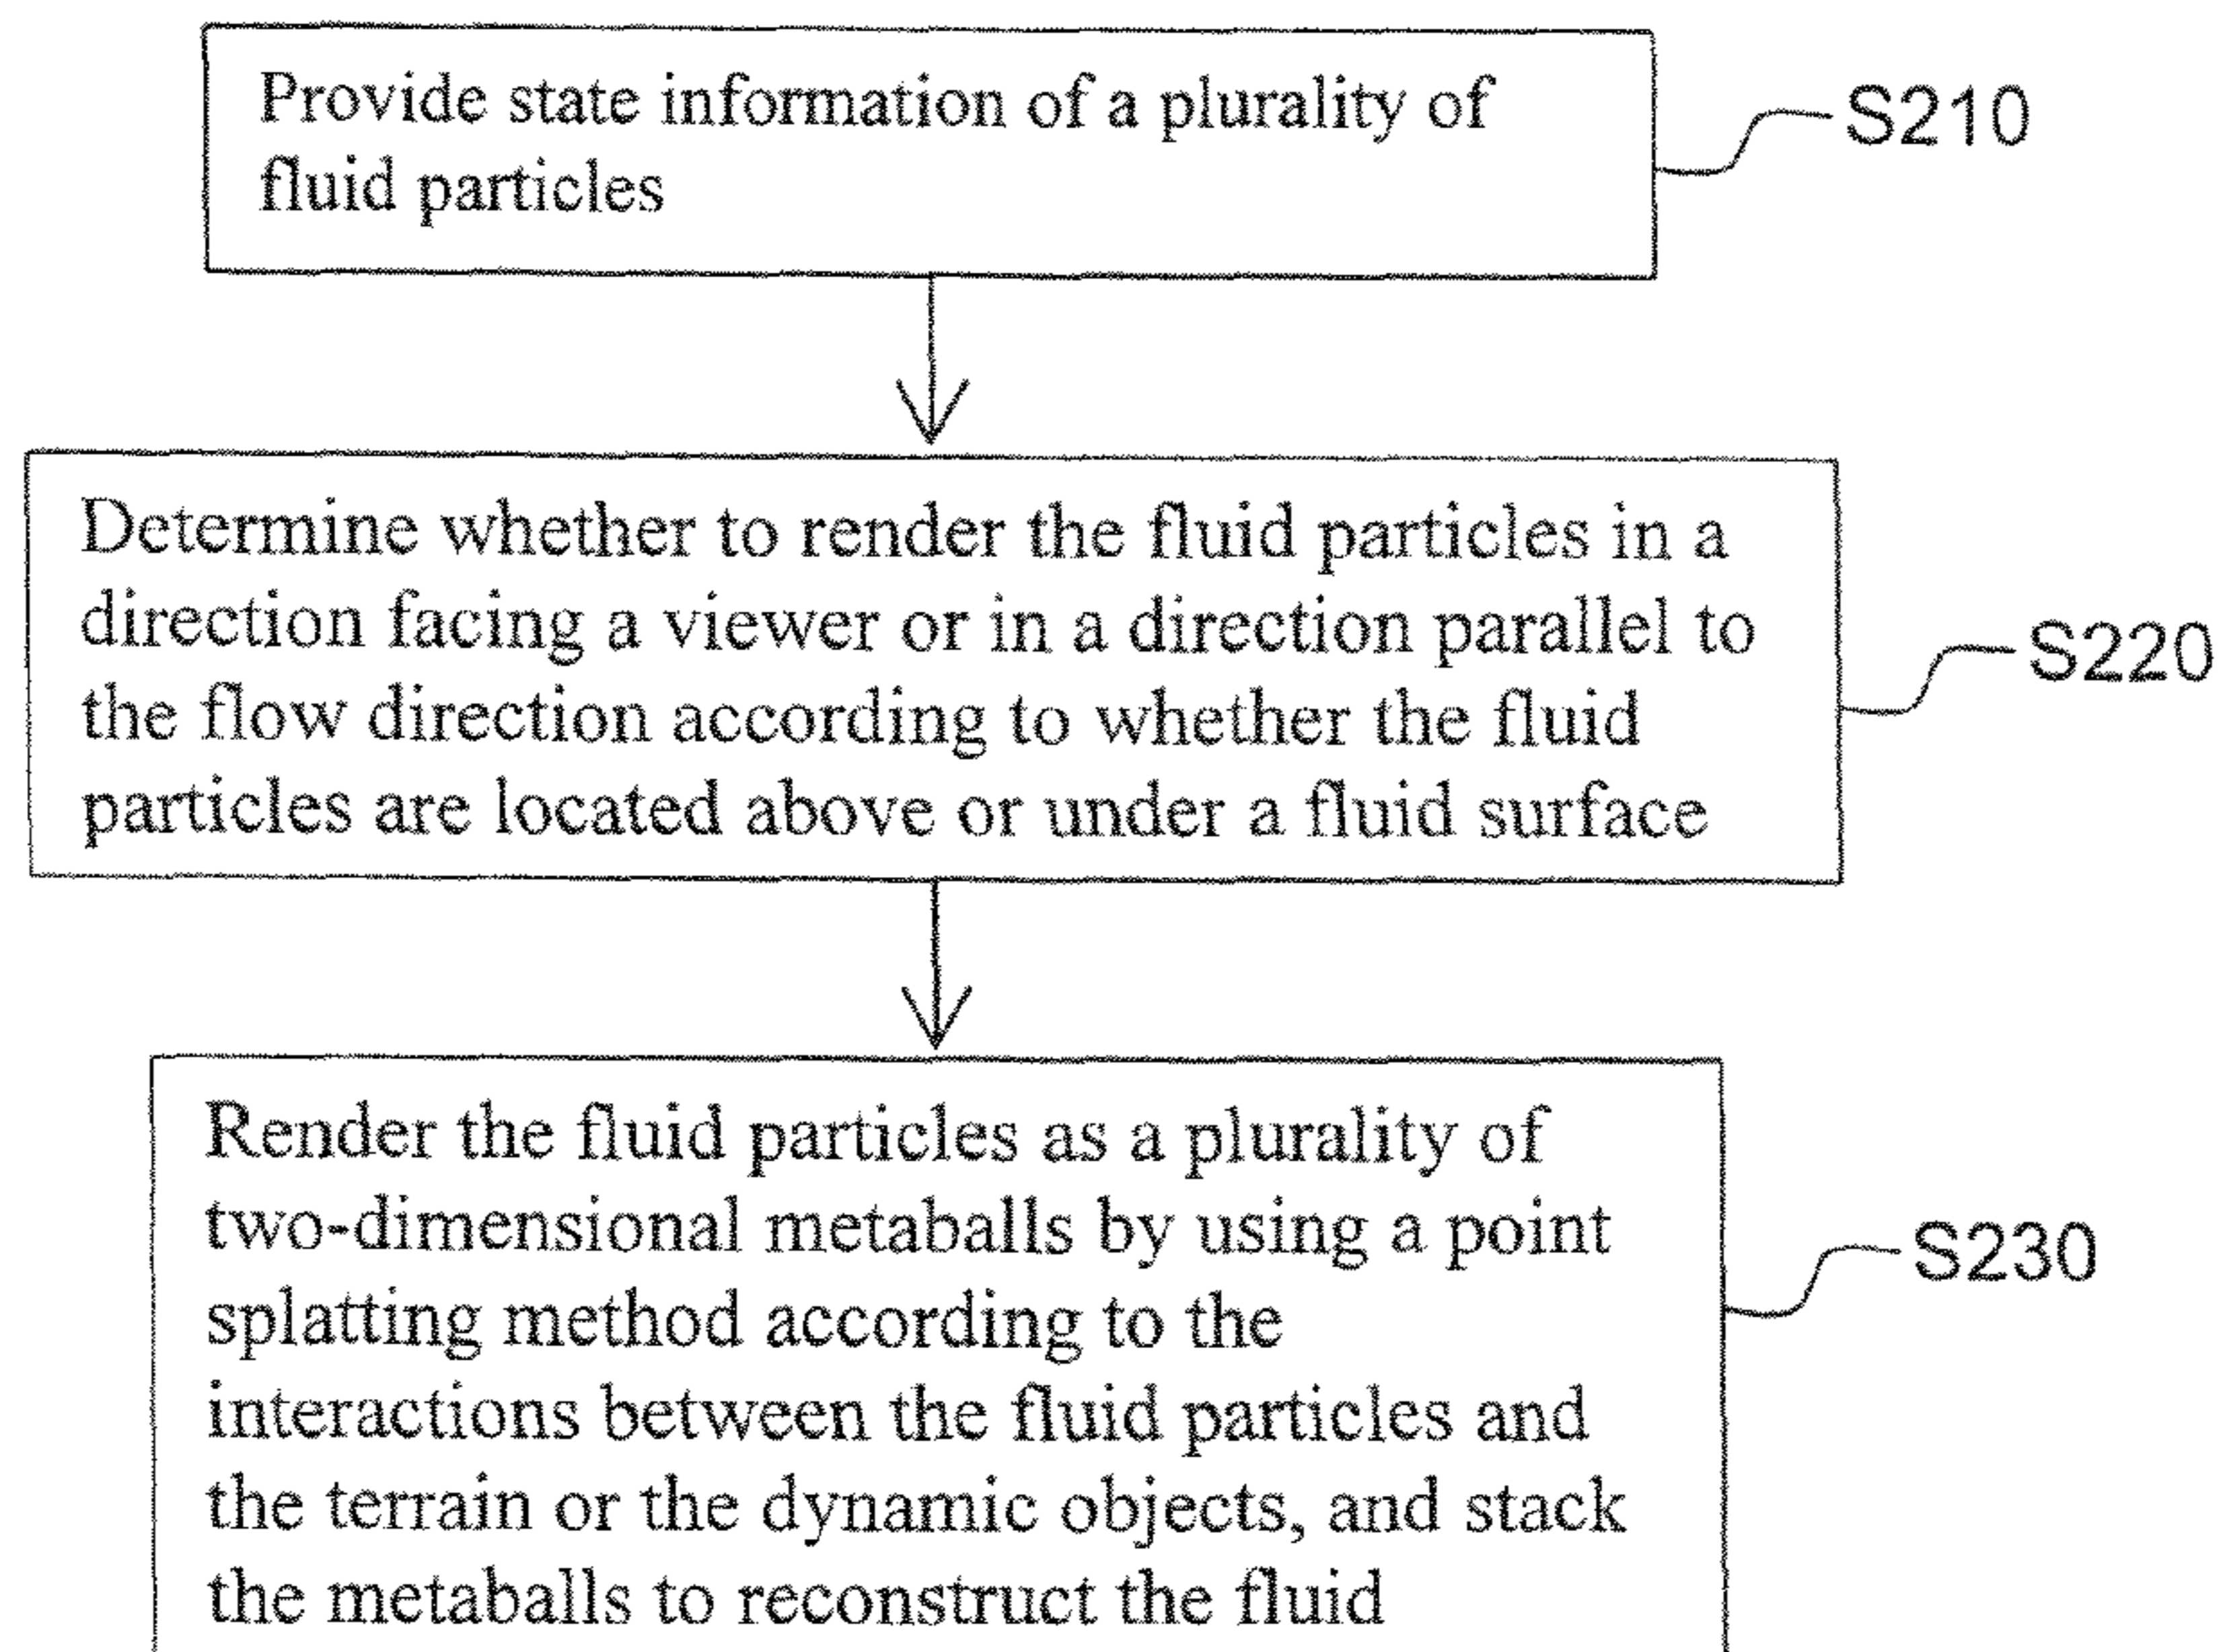 Provide state information of a plurality of
fluid particles
S210
Determine whether to render the fluid particles in a
direction facing a viewer or in a direction parallel to
the flow direction according to whether the fluid
particles are located above or under a fluid surface
S220
Render the fluid particles as a plurality of
two-dimensional metaballs by using a point
splatting method according to the
interactions between the fluid particles and
the terrain or the dynamic objects, and stack
the metaballs to reconstruct the fluid
S230